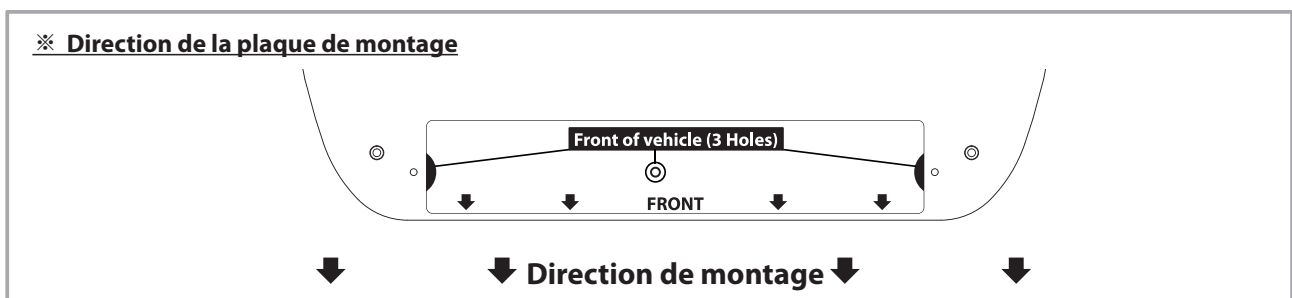 ※ Direction de la plaque de montage
Front of vehicle (3 Holes)
FRONT
Direction de montage